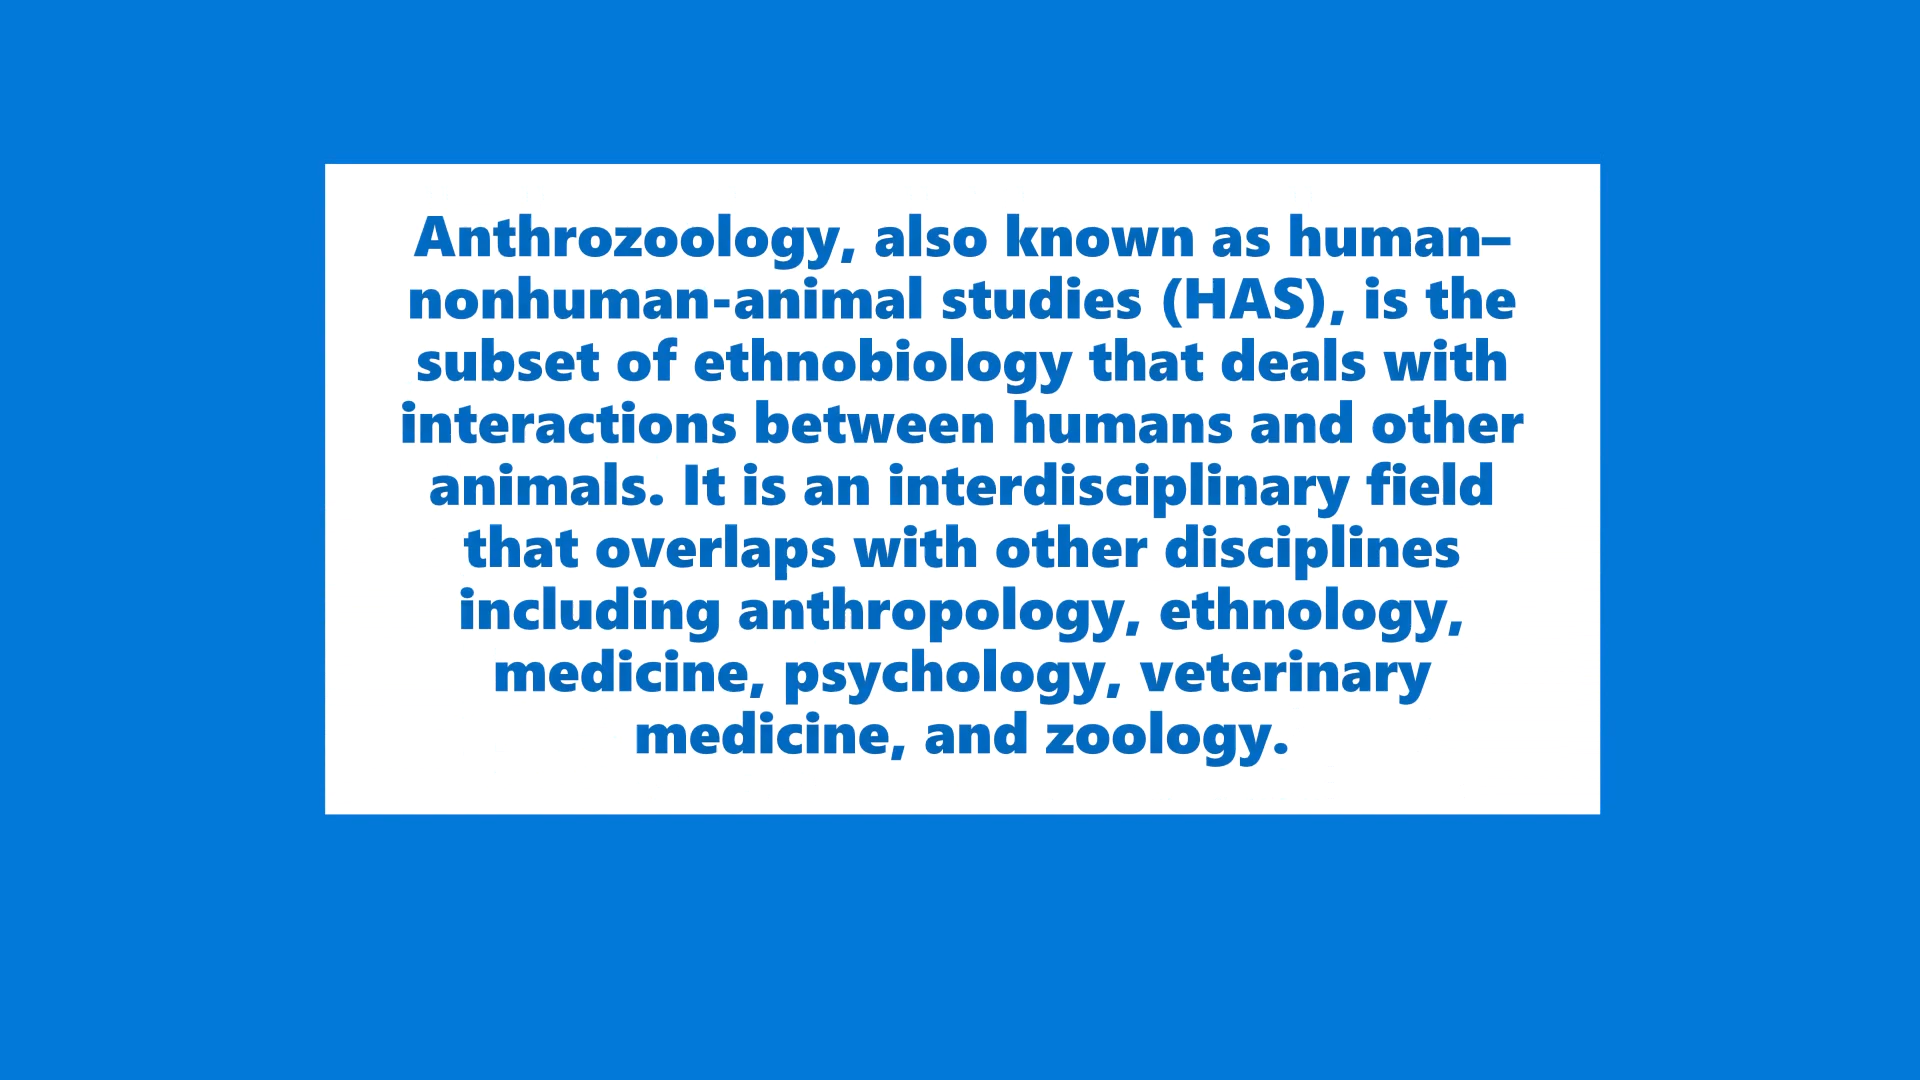 Anthrozoology, also known as human–
nonhuman-animal studies (HAS), is the
subset of ethnobiology that deals with
interactions between humans and other
animals. It is an interdisciplinary field
that overlaps with other disciplines
including anthropology, ethnology,
medicine, psychology, veterinary
medicine, and zoology.